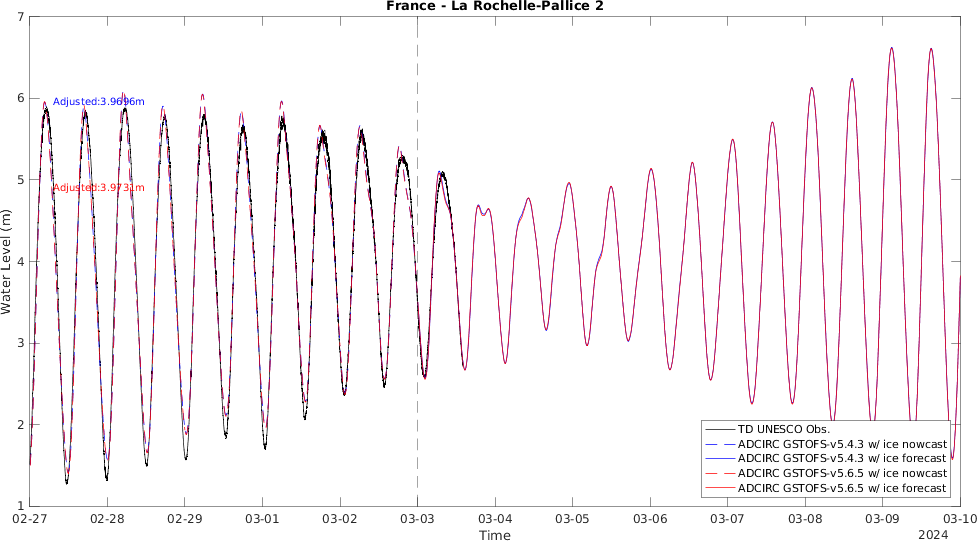 France - La Rochelle-Pallice 2
7
6
5
4
3
2
1
Water Level (m)
Adjusted:3.9696m
Adjusted:3.9731m
TD UNESCO Obs.
ADCIRC GSTOFS-v5.4.3 w/ ice nowcast
ADCIRC GSTOFS-v5.4.3 w/ ice forecast
ADCIRC GSTOFS-v5.6.5 w/ ice nowcast
ADCIRC GSTOFS-v5.6.5 w/ ice forecast
02-27 02-28 02-29 03-01 03-02 03-03 03-04 03-05 03-06 03-07 03-08 03-09 03-10
Time
2024